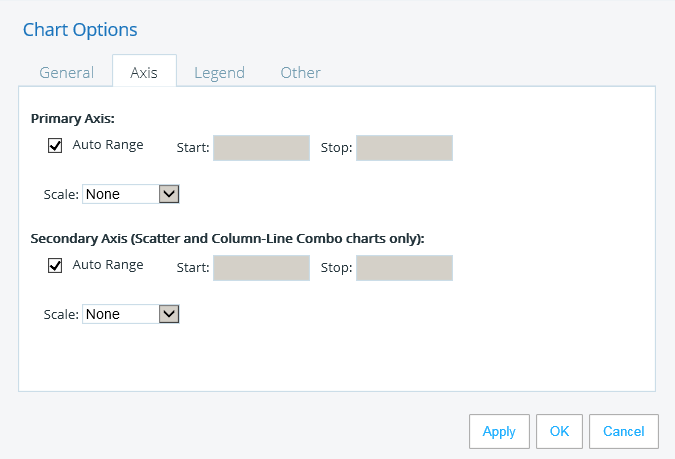 Chart Options
General Axis Legend Other
Primary Axis:
Auto Range Start: Stop:
Scale: None
Secondary Axis (Scatter and Column-Line Combo charts only):
Auto Range Start: Stop:
Scale: None
Apply OK Cancel